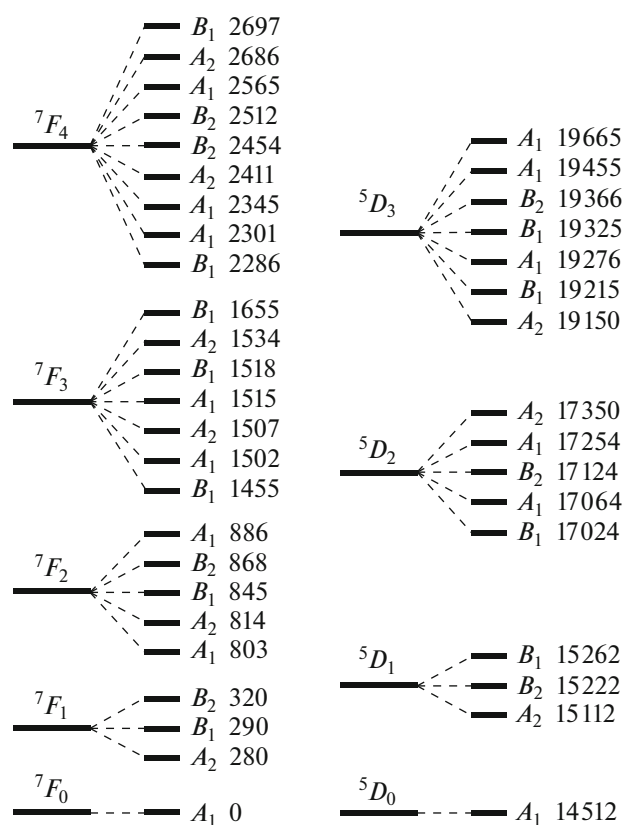 B₁ 2697
A₂ 2686
A₁ 2565
B₂ 2512
⁷F₄
B₂ 2454
A₂ 2411
A₁ 2345
A₁ 2301
B₁ 2286
B₁ 1655
A₂ 1534
B₁ 1518
⁷F₃
A₁ 1515
A₂ 1507
A₁ 1502
B₁ 1455
A₁ 886
B₂ 868
⁷F₂
B₁ 845
A₂ 814
A₁ 803
B₂ 320
⁷F₁
B₁ 290
A₂ 280
⁷F₀
A₁ 0
A₁ 19665
A₁ 19455
B₂ 19366
⁵D₃
B₁ 19325
A₁ 19276
B₁ 19215
A₂ 19150
A₂ 17350
A₁ 17254
⁵D₂
B₂ 17124
A₁ 17064
B₁ 17024
B₁ 15262
⁵D₁
B₂ 15222
A₂ 15112
⁵D₀
A₁ 14512